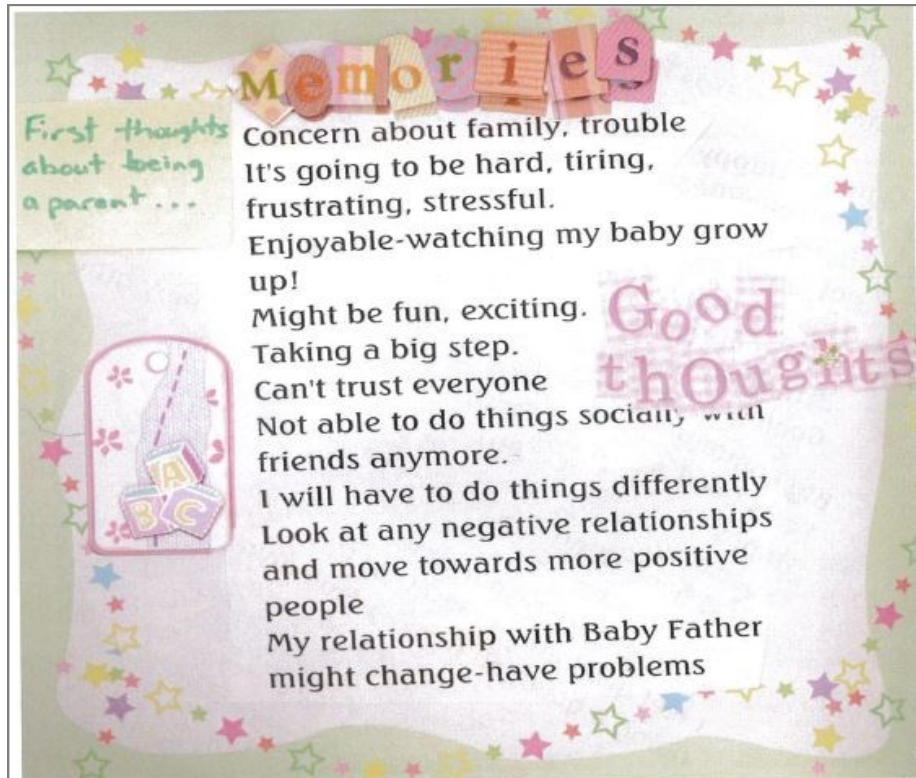 Memories
First thoughts
about being
a parent...
Concern about family, trouble
It's going to be hard, tiring,
frustrating, stressful.
Enjoyable-watching my baby grow
up!
Might be fun, exciting.
Taking a big step.
Can't trust everyone
Not able to do things socially with
friends anymore.
I will have to do things differently
Look at any negative relationships
and move towards more positive
people
My relationship with Baby Father
might change-have problems
Good
thOughts
A
B C